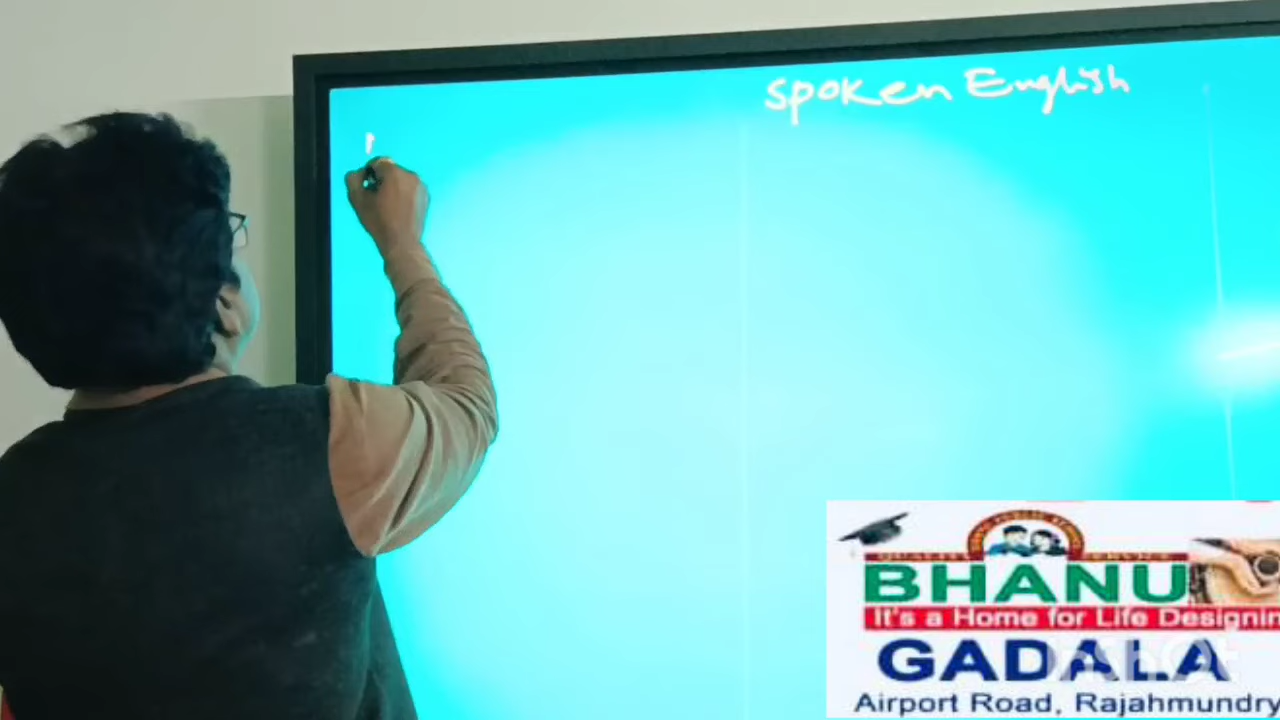 spoken English
BHANU
It's a Home for Life Designin
GADALA
Airport Road, Rajahmundry